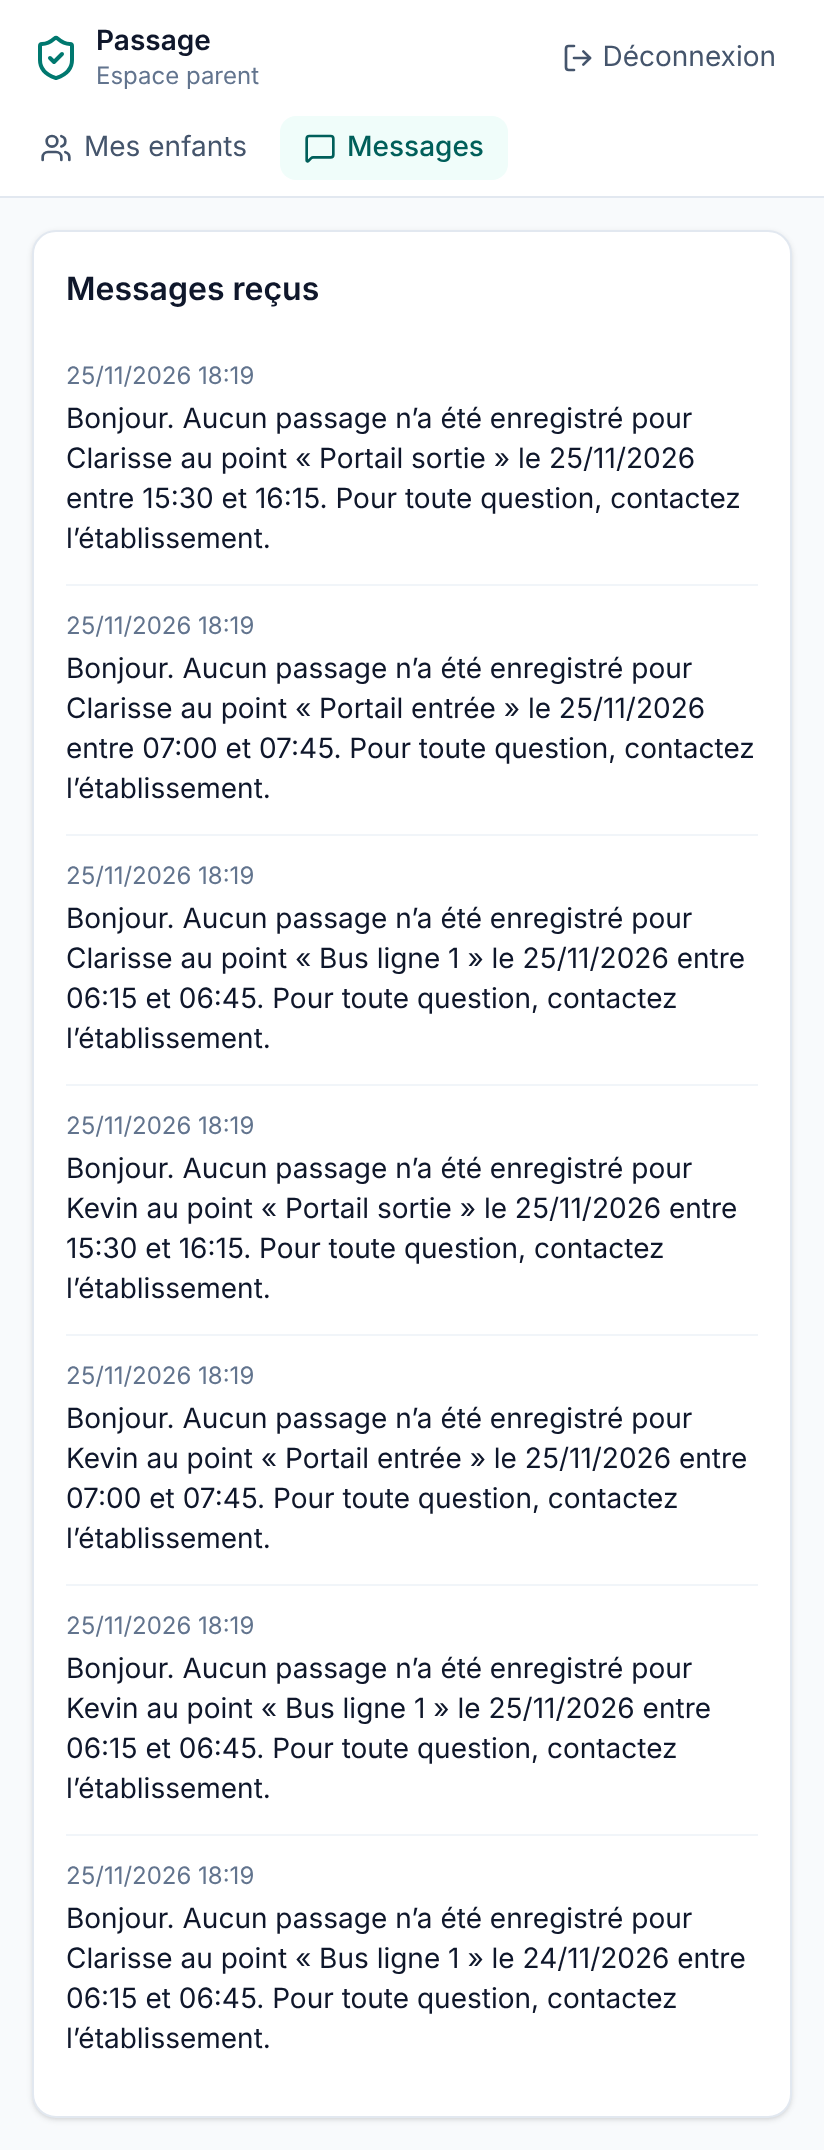 Passage
Espace parent
Déconnexion
Mes enfants
Messages
Messages reçus
25/11/2026 18:19
Bonjour. Aucun passage n’a été enregistré pour
Clarisse au point « Portail sortie » le 25/11/2026
entre 15:30 et 16:15. Pour toute question, contactez
l’établissement.
25/11/2026 18:19
Bonjour. Aucun passage n’a été enregistré pour
Clarisse au point « Portail entrée » le 25/11/2026
entre 07:00 et 07:45. Pour toute question, contactez
l’établissement.
25/11/2026 18:19
Bonjour. Aucun passage n’a été enregistré pour
Clarisse au point « Bus ligne 1 » le 25/11/2026 entre
06:15 et 06:45. Pour toute question, contactez
l’établissement.
25/11/2026 18:19
Bonjour. Aucun passage n’a été enregistré pour
Kevin au point « Portail sortie » le 25/11/2026 entre
15:30 et 16:15. Pour toute question, contactez
l’établissement.
25/11/2026 18:19
Bonjour. Aucun passage n’a été enregistré pour
Kevin au point « Portail entrée » le 25/11/2026 entre
07:00 et 07:45. Pour toute question, contactez
l’établissement.
25/11/2026 18:19
Bonjour. Aucun passage n’a été enregistré pour
Kevin au point « Bus ligne 1 » le 25/11/2026 entre
06:15 et 06:45. Pour toute question, contactez
l’établissement.
25/11/2026 18:19
Bonjour. Aucun passage n’a été enregistré pour
Clarisse au point « Bus ligne 1 » le 24/11/2026 entre
06:15 et 06:45. Pour toute question, contactez
l’établissement.